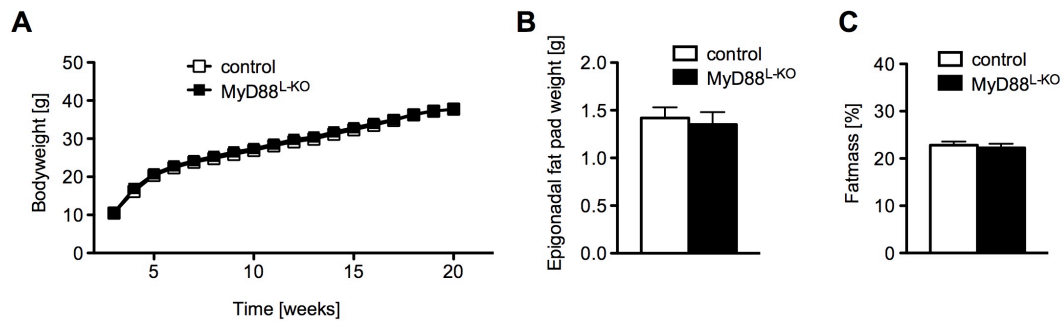 A
Bodyweight [g]
50
40
30
20
10
0
control
MyD88L-KO
5
10
15
20
Time [weeks]
B
Epigonadal fat pad weight [g]
2.0
1.5
1.0
0.5
0.0
control
MyD88L-KO
C
Fatmass [%]
40
30
20
10
0
control
MyD88L-KO